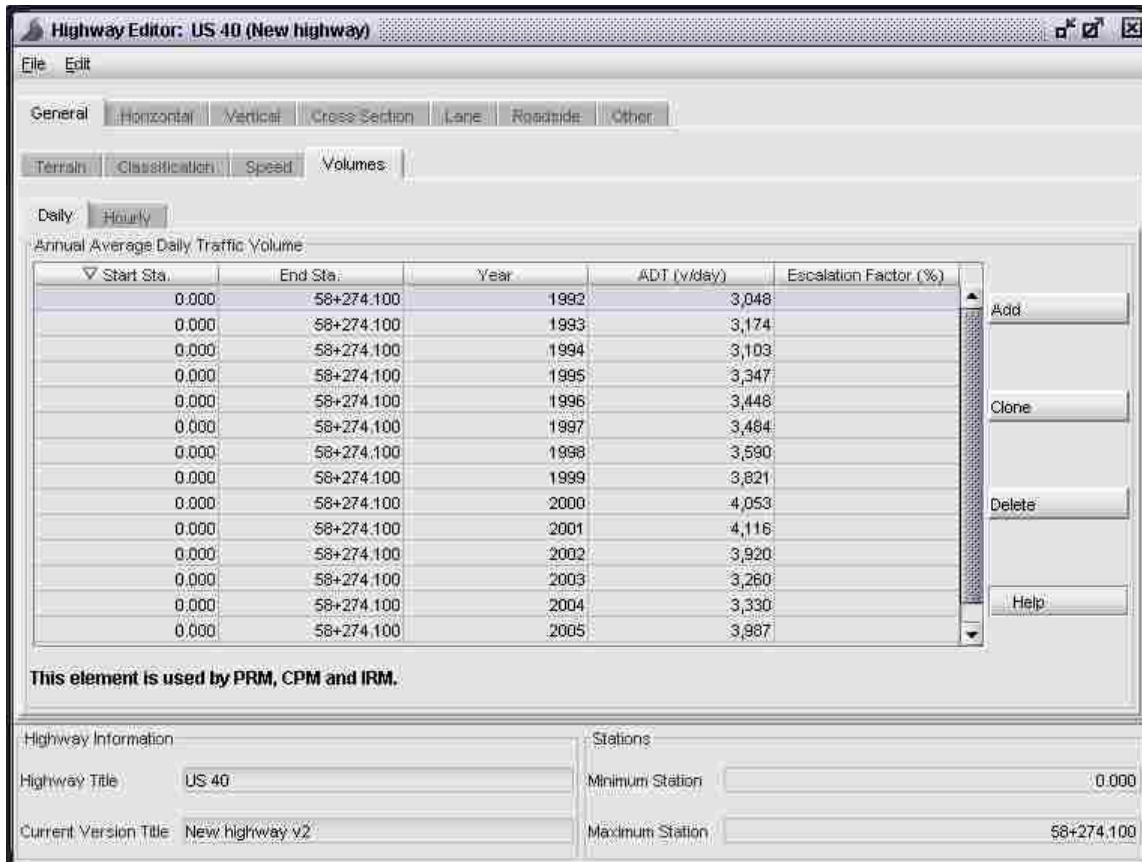 Highway Editor: US 40 (New highway)
File Edit
General Horizontal Vertical Cross Section Lane Roadside Other
Terrain Classification Speed Volumes
Daily Hourly
Annual Average Daily Traffic Volume
Start Sta. End Sta. Year ADT (v/day) Escalation Factor (%)
0.000 58+274.100 1992 3,048
0.000 58+274.100 1993 3,174
0.000 58+274.100 1994 3,103
0.000 58+274.100 1995 3,347
0.000 58+274.100 1996 3,448
0.000 58+274.100 1997 3,484
0.000 58+274.100 1998 3,590
0.000 58+274.100 1999 3,821
0.000 58+274.100 2000 4,053
0.000 58+274.100 2001 4,116
0.000 58+274.100 2002 3,920
0.000 58+274.100 2003 3,260
0.000 58+274.100 2004 3,330
0.000 58+274.100 2005 3,987
Add
Clone
Delete
Help
This element is used by PRM, CPM and IRM.
Highway Information
Highway Title US 40
Current Version Title New highway v2
Stations
Minimum Station 0.000
Maximum Station 58+274.100